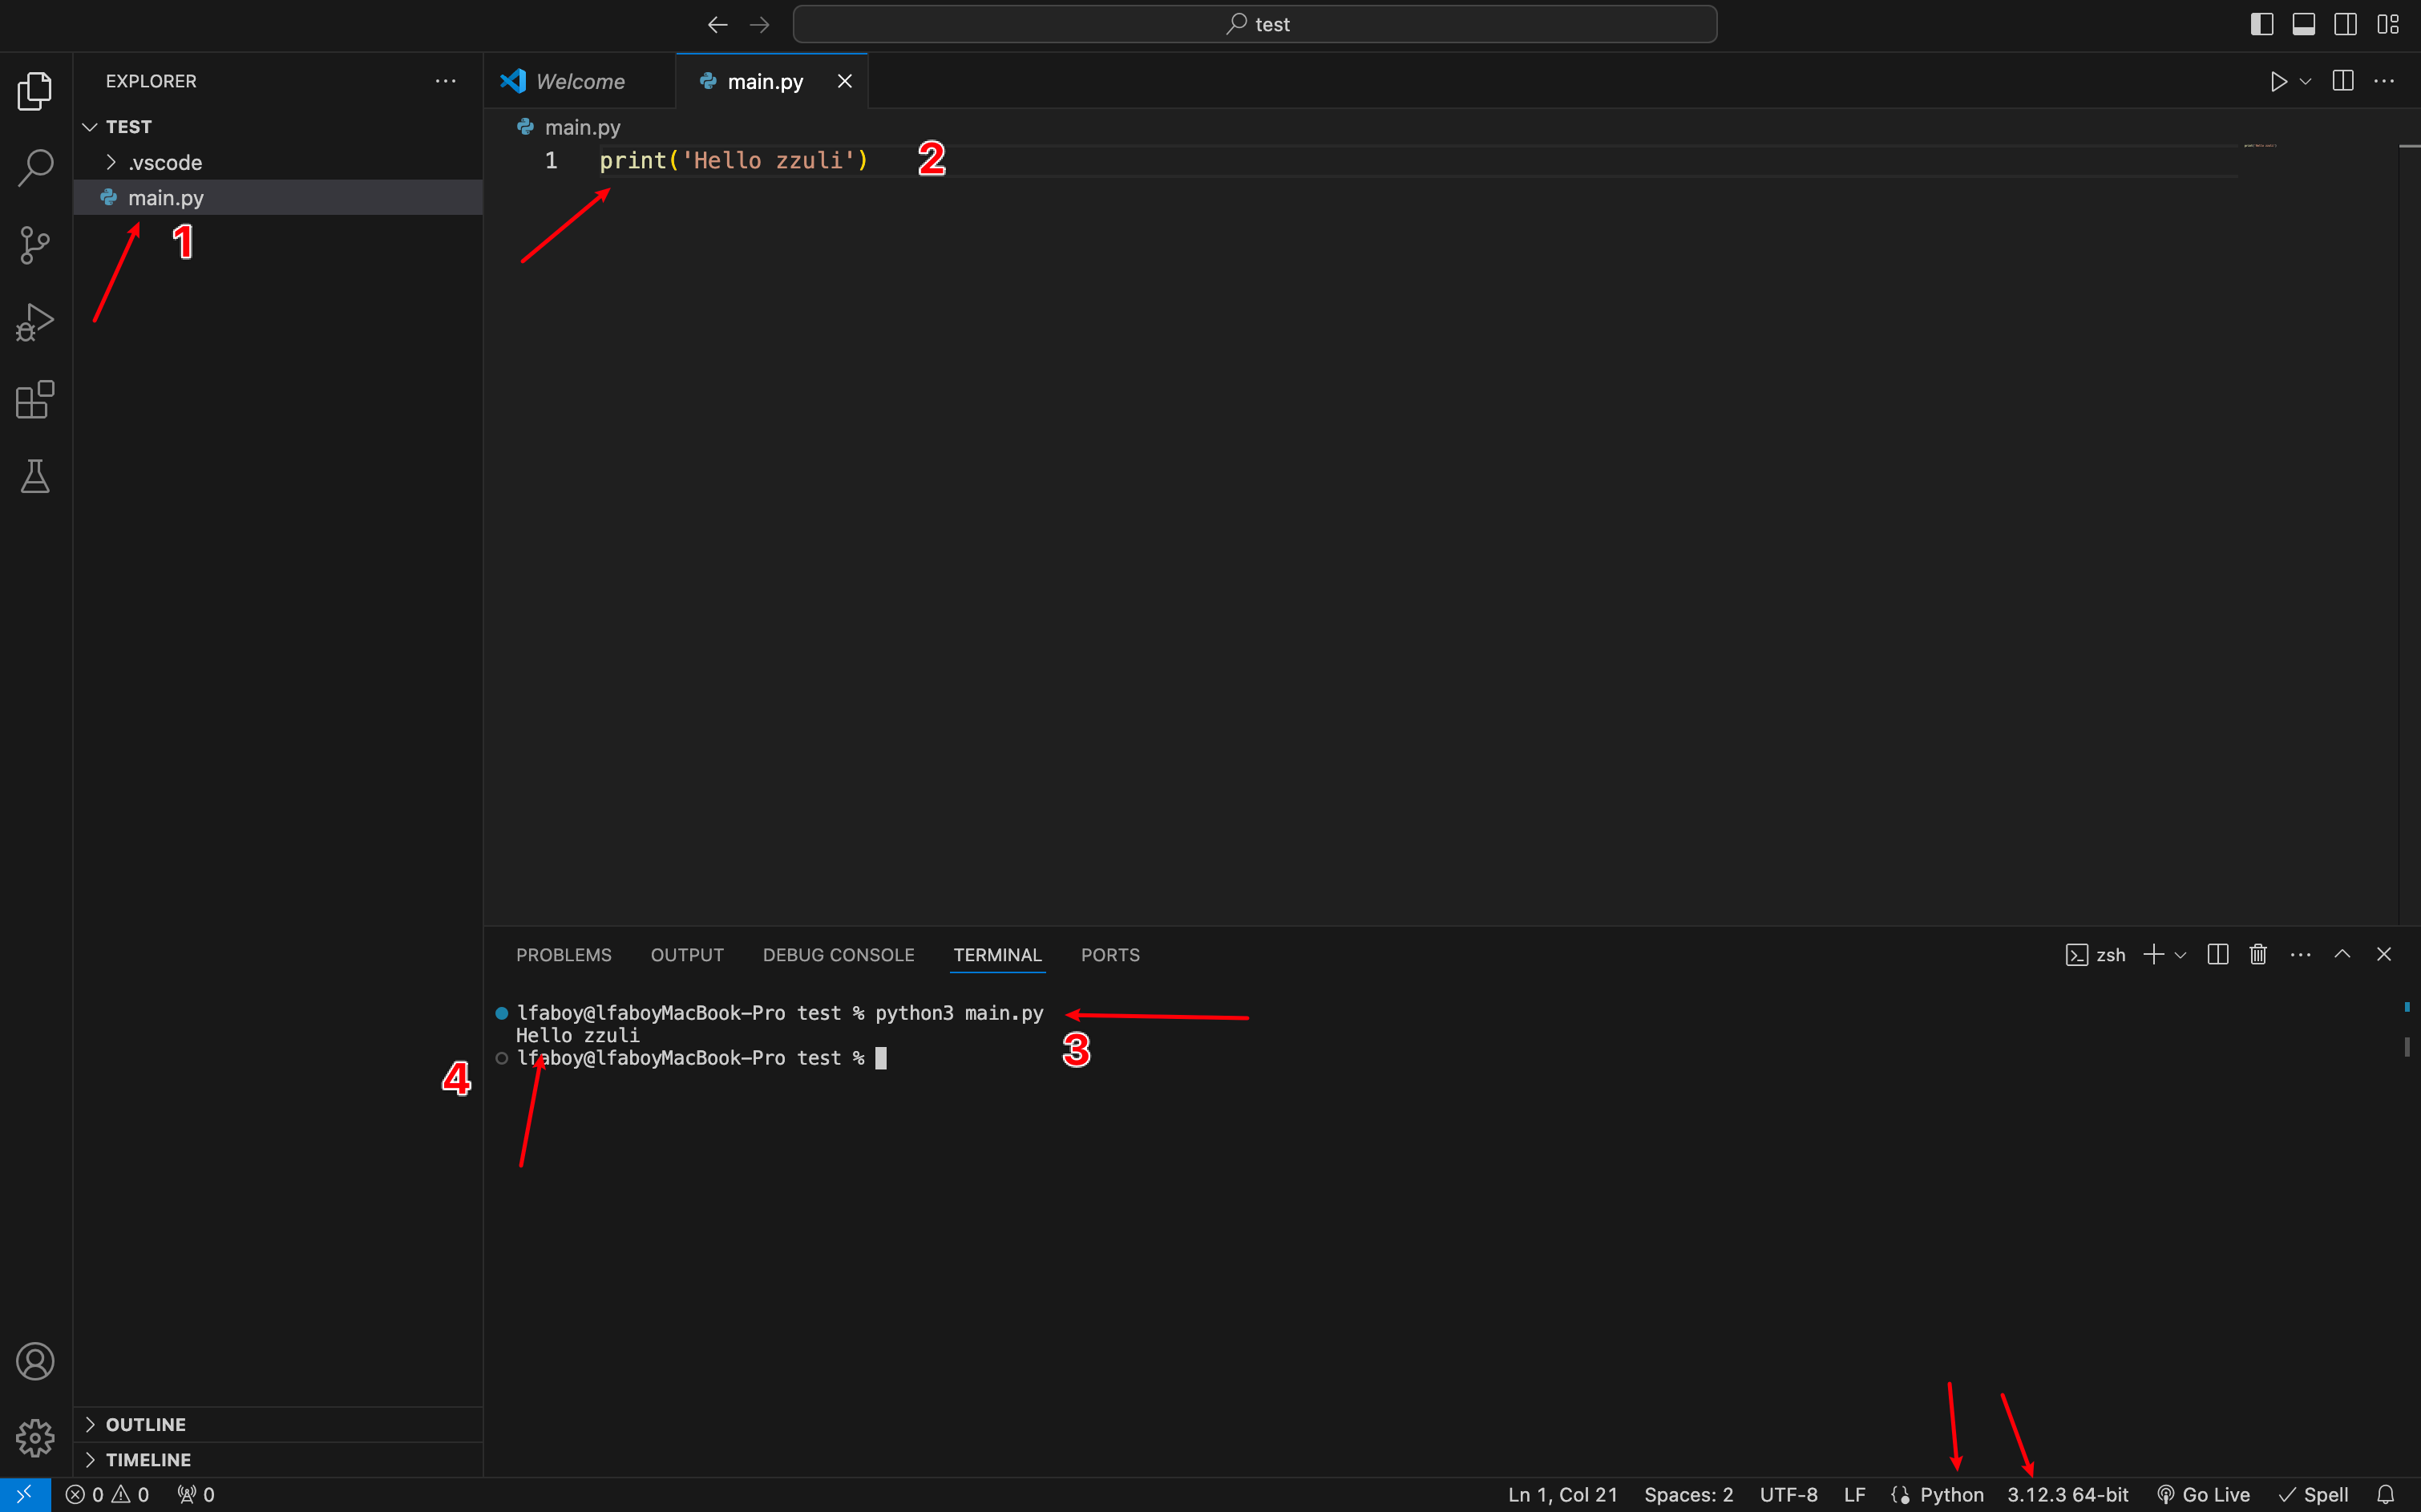 test
EXPLORER
Welcome
main.py
TEST
.vscode
main.py
1
main.py
1
print('Hello zzuli')
2
PROBLEMS
OUTPUT
DEBUG CONSOLE
TERMINAL
PORTS
zsh
lfaboy@lfaboyMacBook-Pro test % python3 main.py
Hello zzuli
lfaboy@lfaboyMacBook-Pro test %
3
4
OUTLINE
TIMELINE
0 0 0
Ln 1, Col 21
Spaces: 2
UTF-8
LF
Python
3.12.3 64-bit
Go Live
Spell